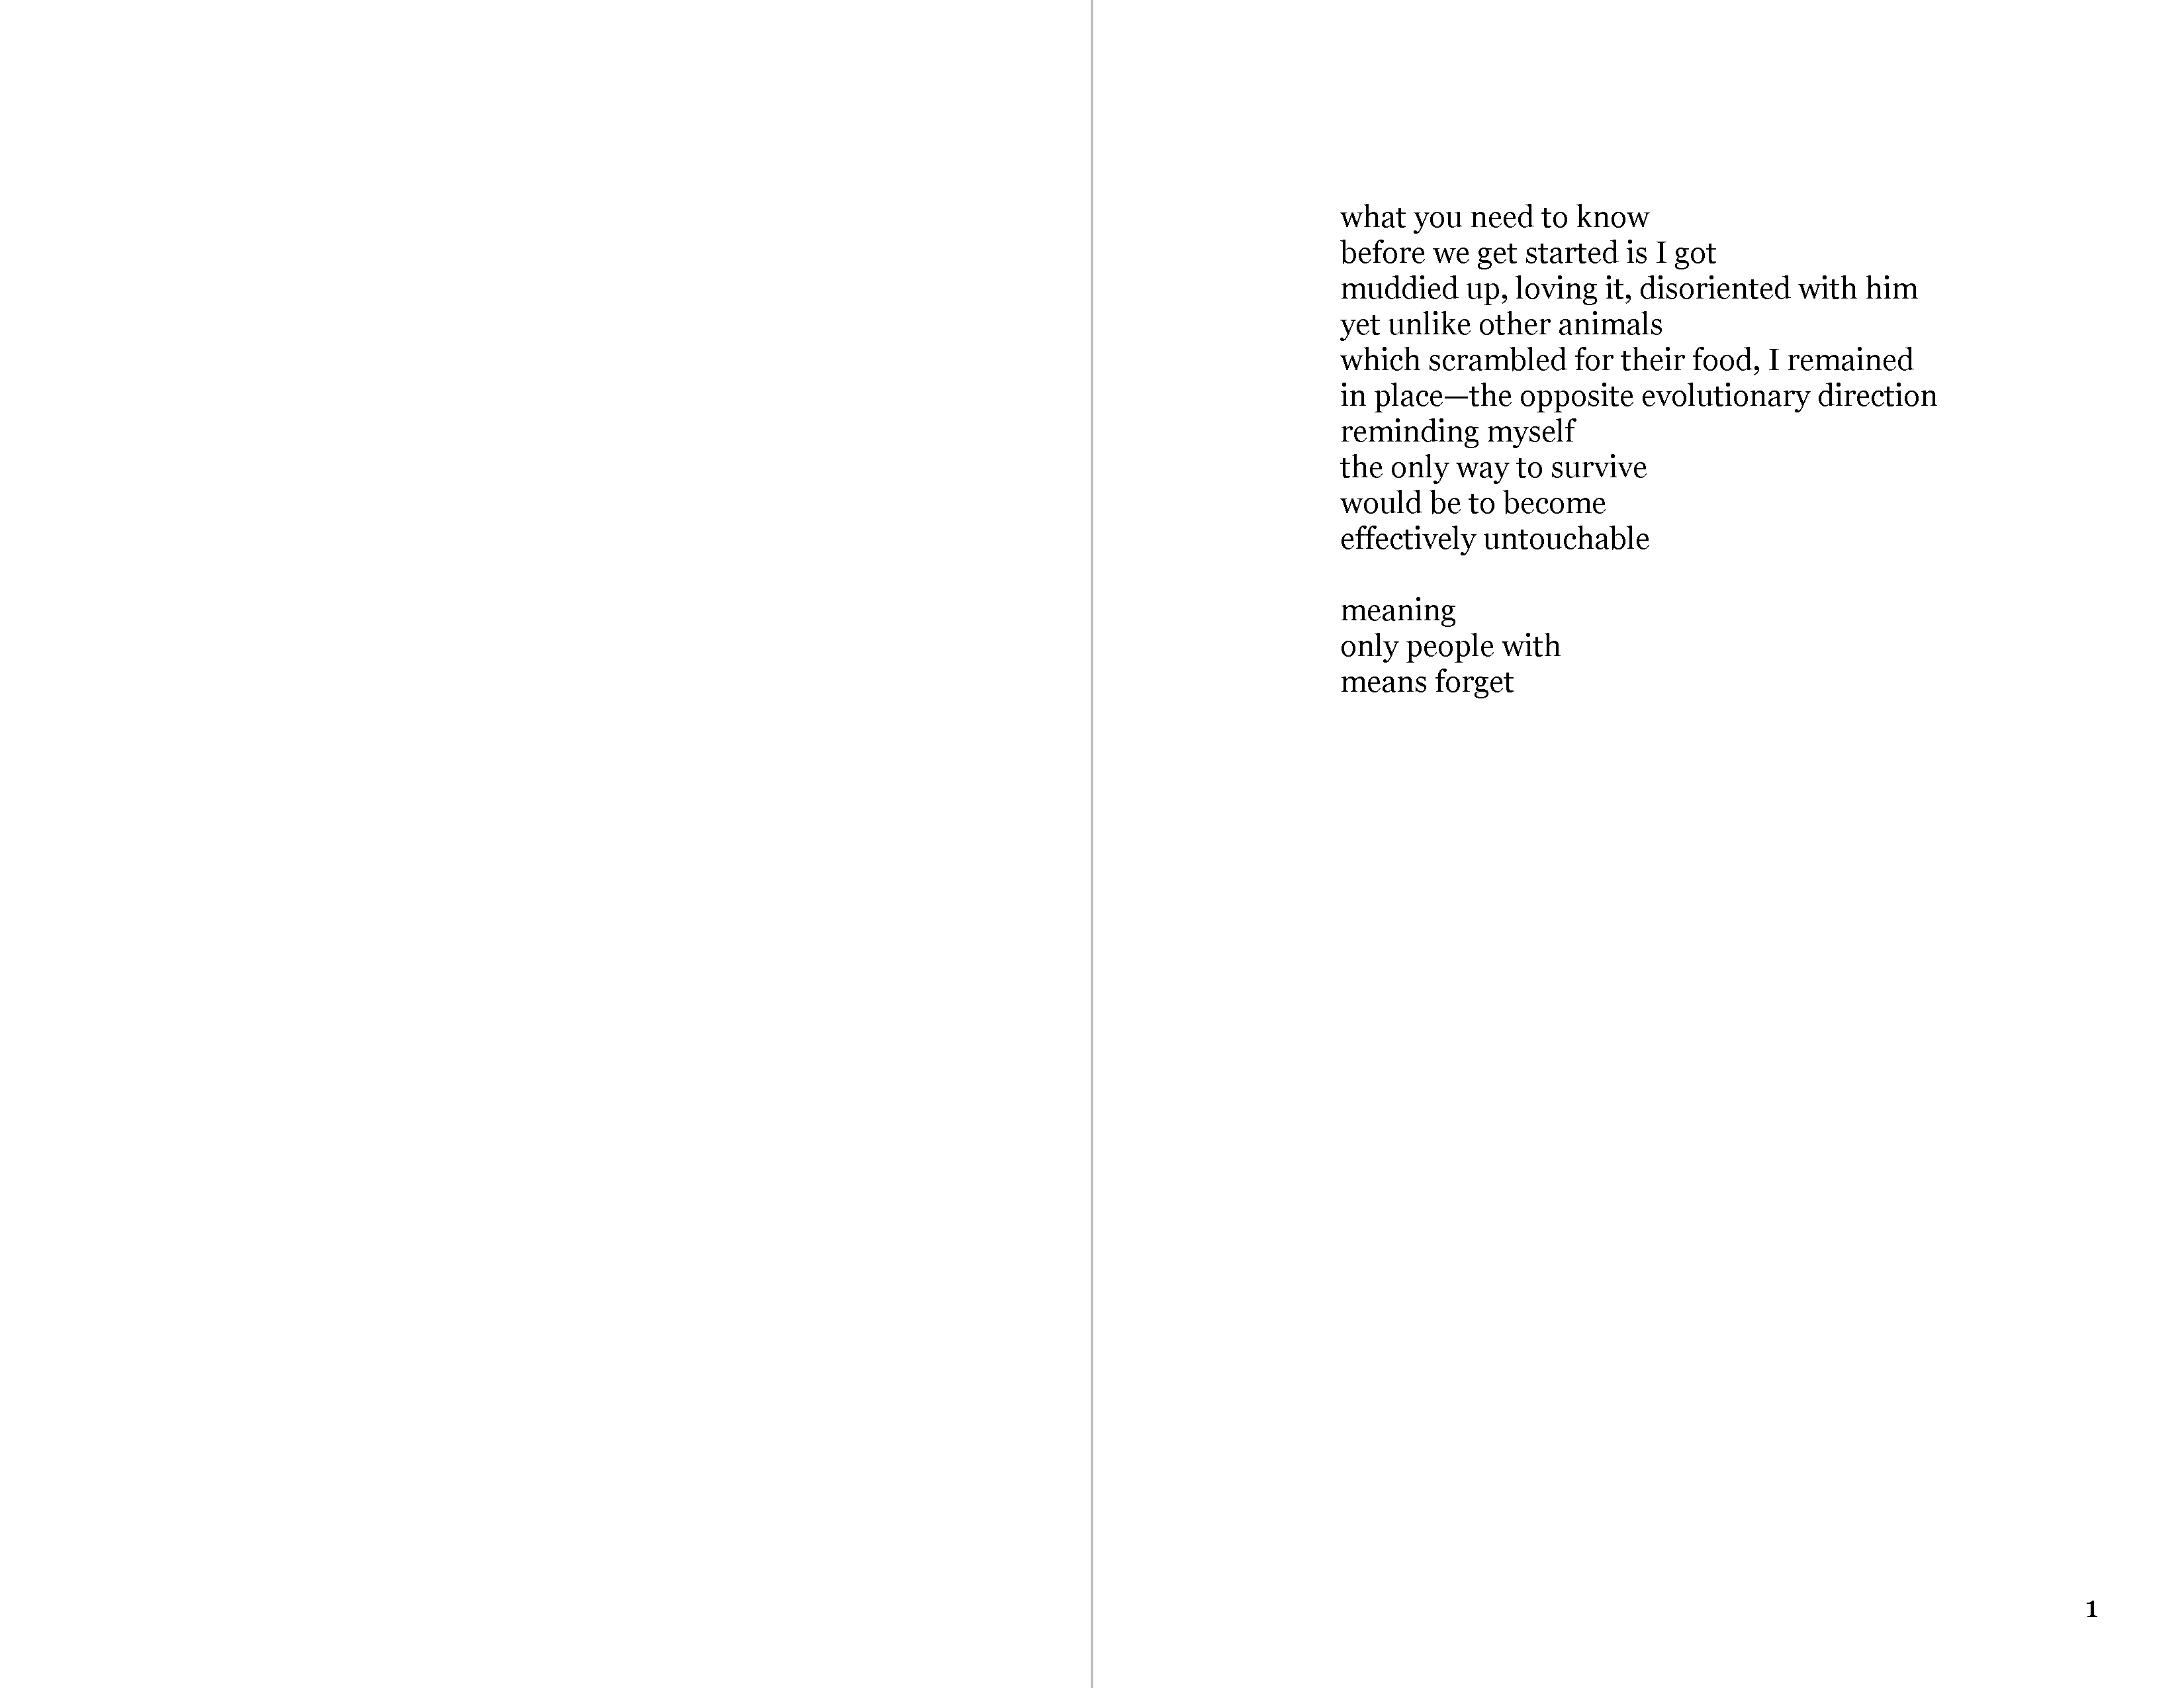 what you need to know
before we get started is I got
muddied up, loving it, disoriented with him
yet unlike other animals
which scrambled for their food, I remained
in place—the opposite evolutionary direction
reminding myself
the only way to survive
would be to become
effectively untouchable

meaning
only people with
means forget
1